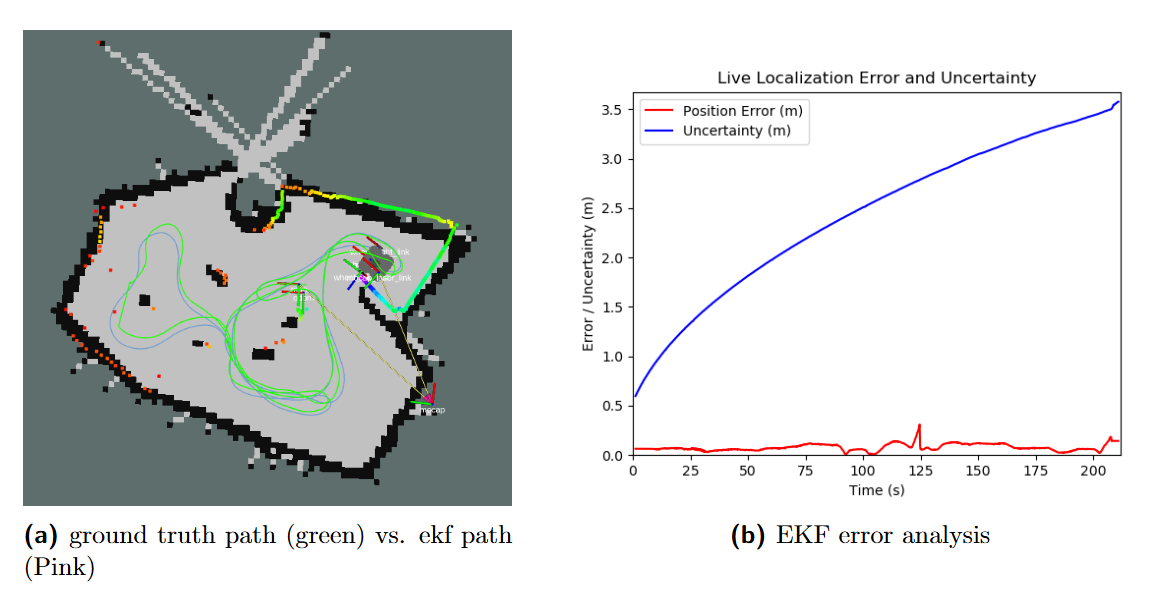 mocap
Live Localization Error and Uncertainty
Position Error (m)
Uncertainty (m)
Error / Uncertainty (m)
3.5
3.0
2.5
2.0
1.5
1.0
0.5
0.0
0 25 50 75 100 125 150 175 200
Time (s)
(a) ground truth path (green) vs. ekf path
(Pink)
(b) EKF error analysis